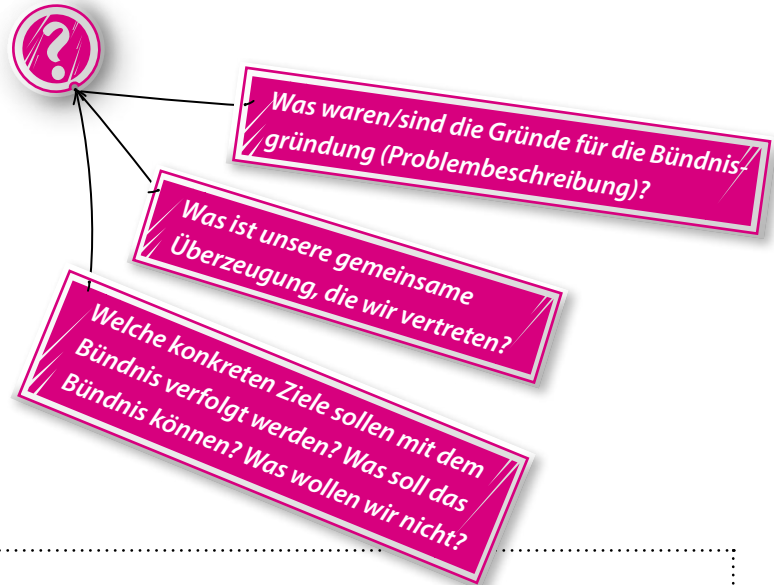 ?
Was waren/sind die Gründe für die Bündnis-
gründung (Problembeschreibung)?
Was ist unsere gemeinsame
Überzeugung, die wir vertreten?
Welche konkreten Ziele sollen mit dem
Bündnis verfolgt werden? Was soll das
Bündnis können? Was wollen wir nicht?